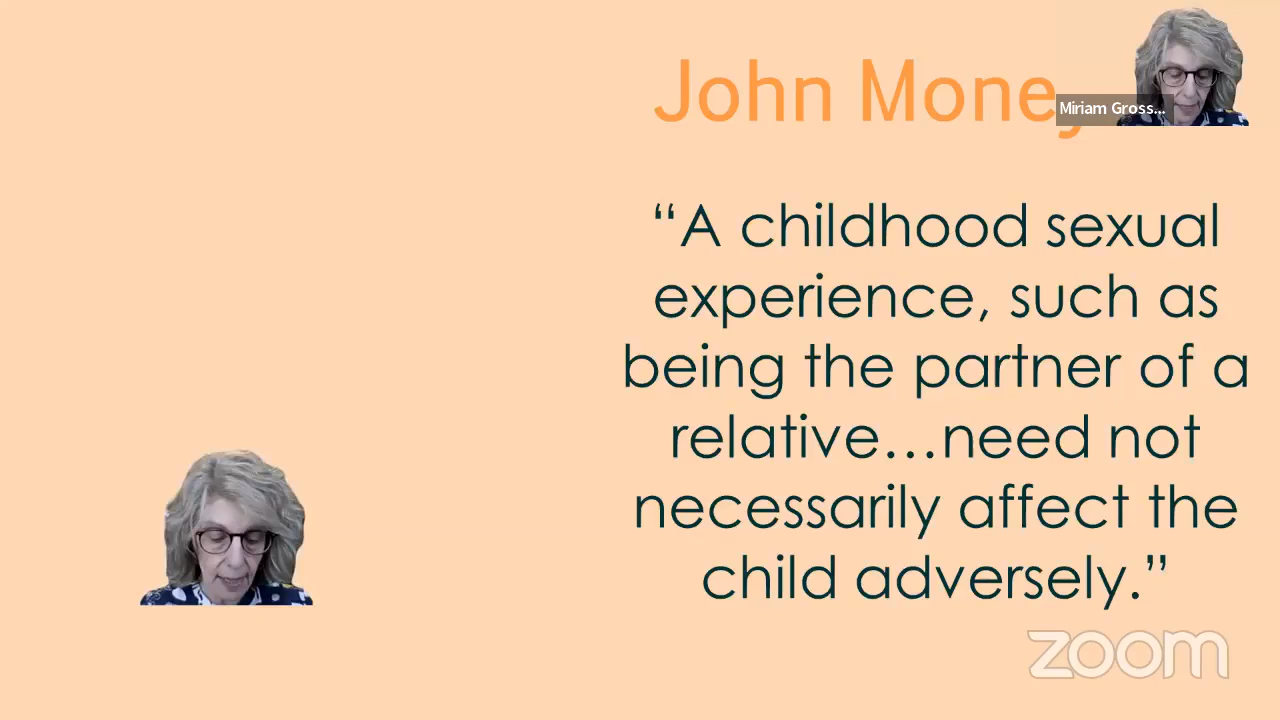 John Money
Miriam Gross...
“A childhood sexual
experience, such as
being the partner of a
relative…need not
necessarily affect the
child adversely.”
zoom